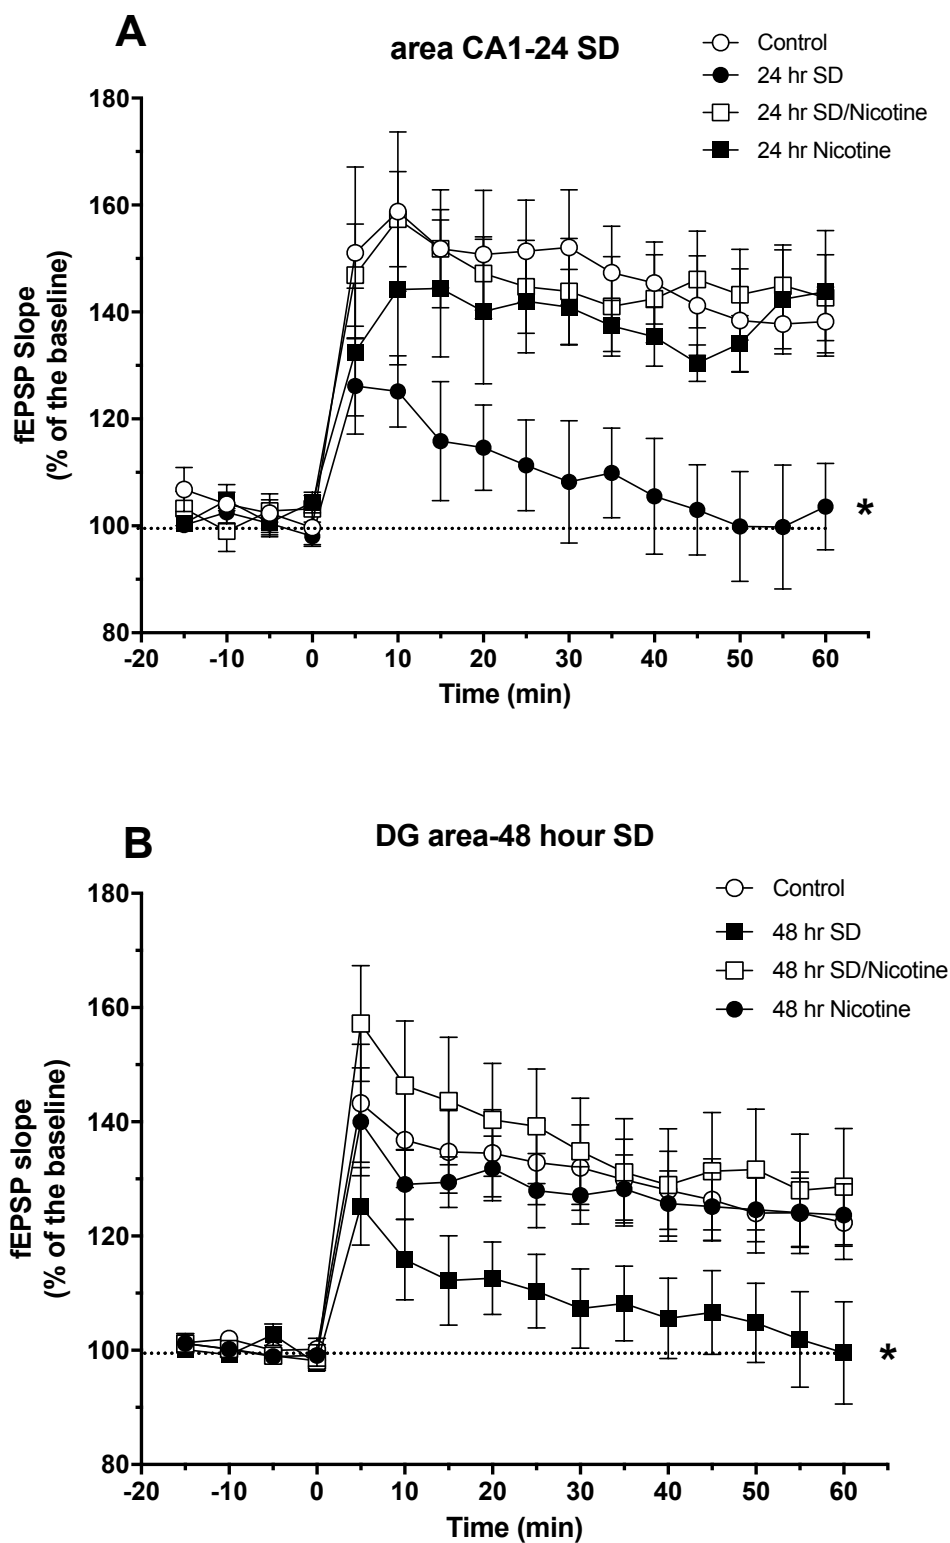 A
area CA1-24 SD
Control
24 hr SD
24 hr SD/Nicotine
24 hr Nicotine
fEPSP Slope
(% of the baseline)
180
160
140
120
100
80
*
-20 -10 0 10 20 30 40 50 60
Time (min)
B
DG area-48 hour SD
Control
48 hr SD
48 hr SD/Nicotine
48 hr Nicotine
fEPSP slope
(% of the baseline)
180
160
140
120
100
80
*
-20 -10 0 10 20 30 40 50 60
Time (min)